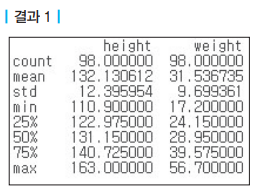 | 결과 1 |
height weight
count 98.000000 98.000000
mean 132.130612 31.536735
std 12.395954 9.699361
min 110.900000 17.200000
25% 122.975000 24.150000
50% 131.150000 28.950000
75% 140.725000 39.575000
max 163.000000 56.700000